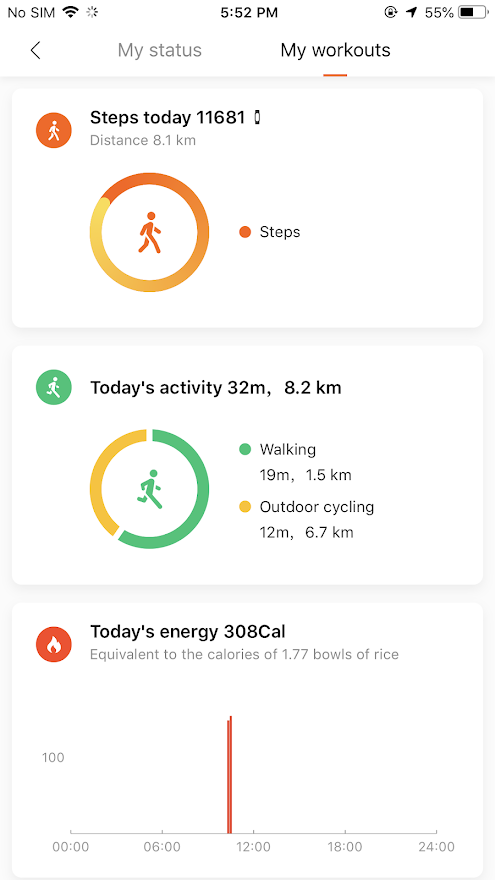 No SIM 5:52 PM 55%
My status My workouts
Steps today 11681
Distance 8.1 km
Steps
Today's activity 32m，8.2 km
Walking
19m，1.5 km
Outdoor cycling
12m，6.7 km
Today's energy 308Cal
Equivalent to the calories of 1.77 bowls of rice
100
00:00 06:00 12:00 18:00 24:00